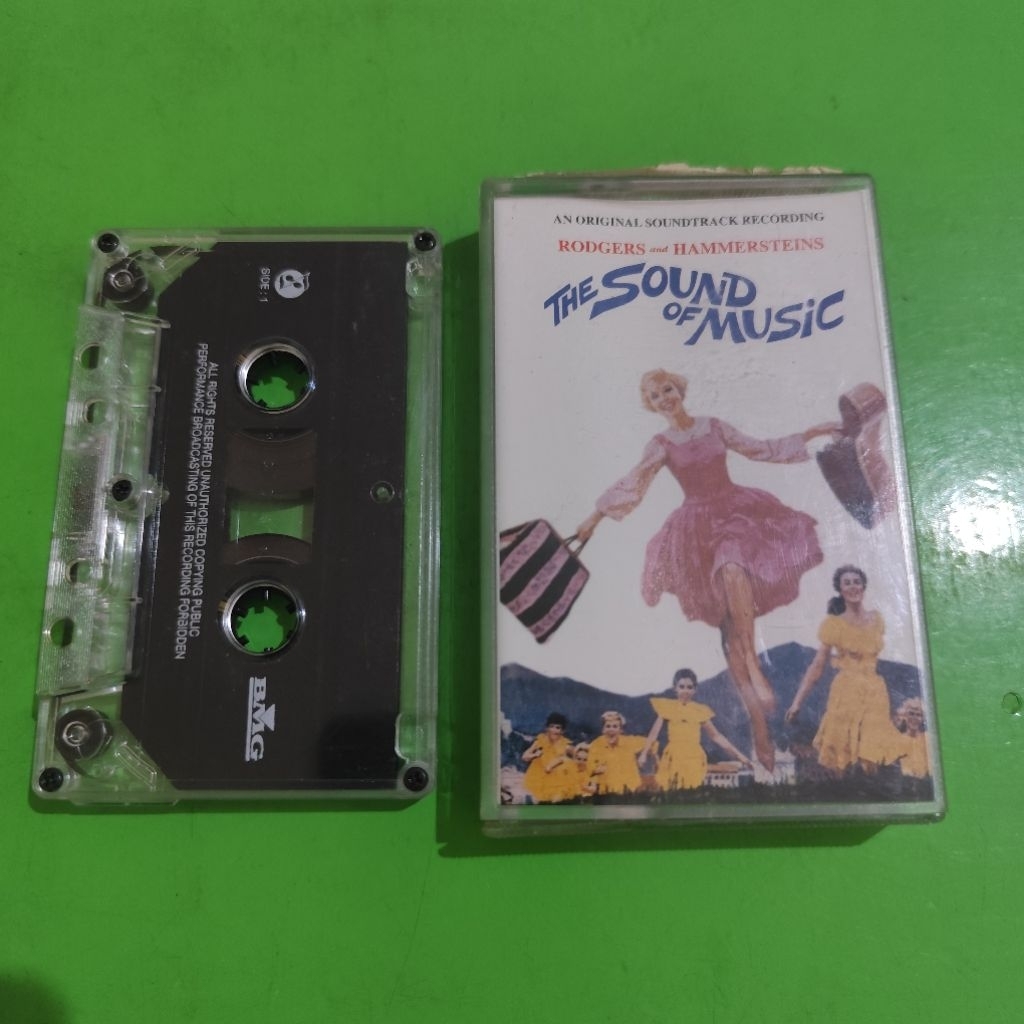 SIDE : 1
ALL RIGHTS RESERVED UNAUTHORIZED COPYING PUBLIC
PERFORMANCE BROADCASTING OF THIS RECORDING FORBIDDEN
BMG
AN ORIGINAL SOUNDTRACK RECORDING
RODGERS and HAMMERSTEINS
THE SOUND
OF MUSIC